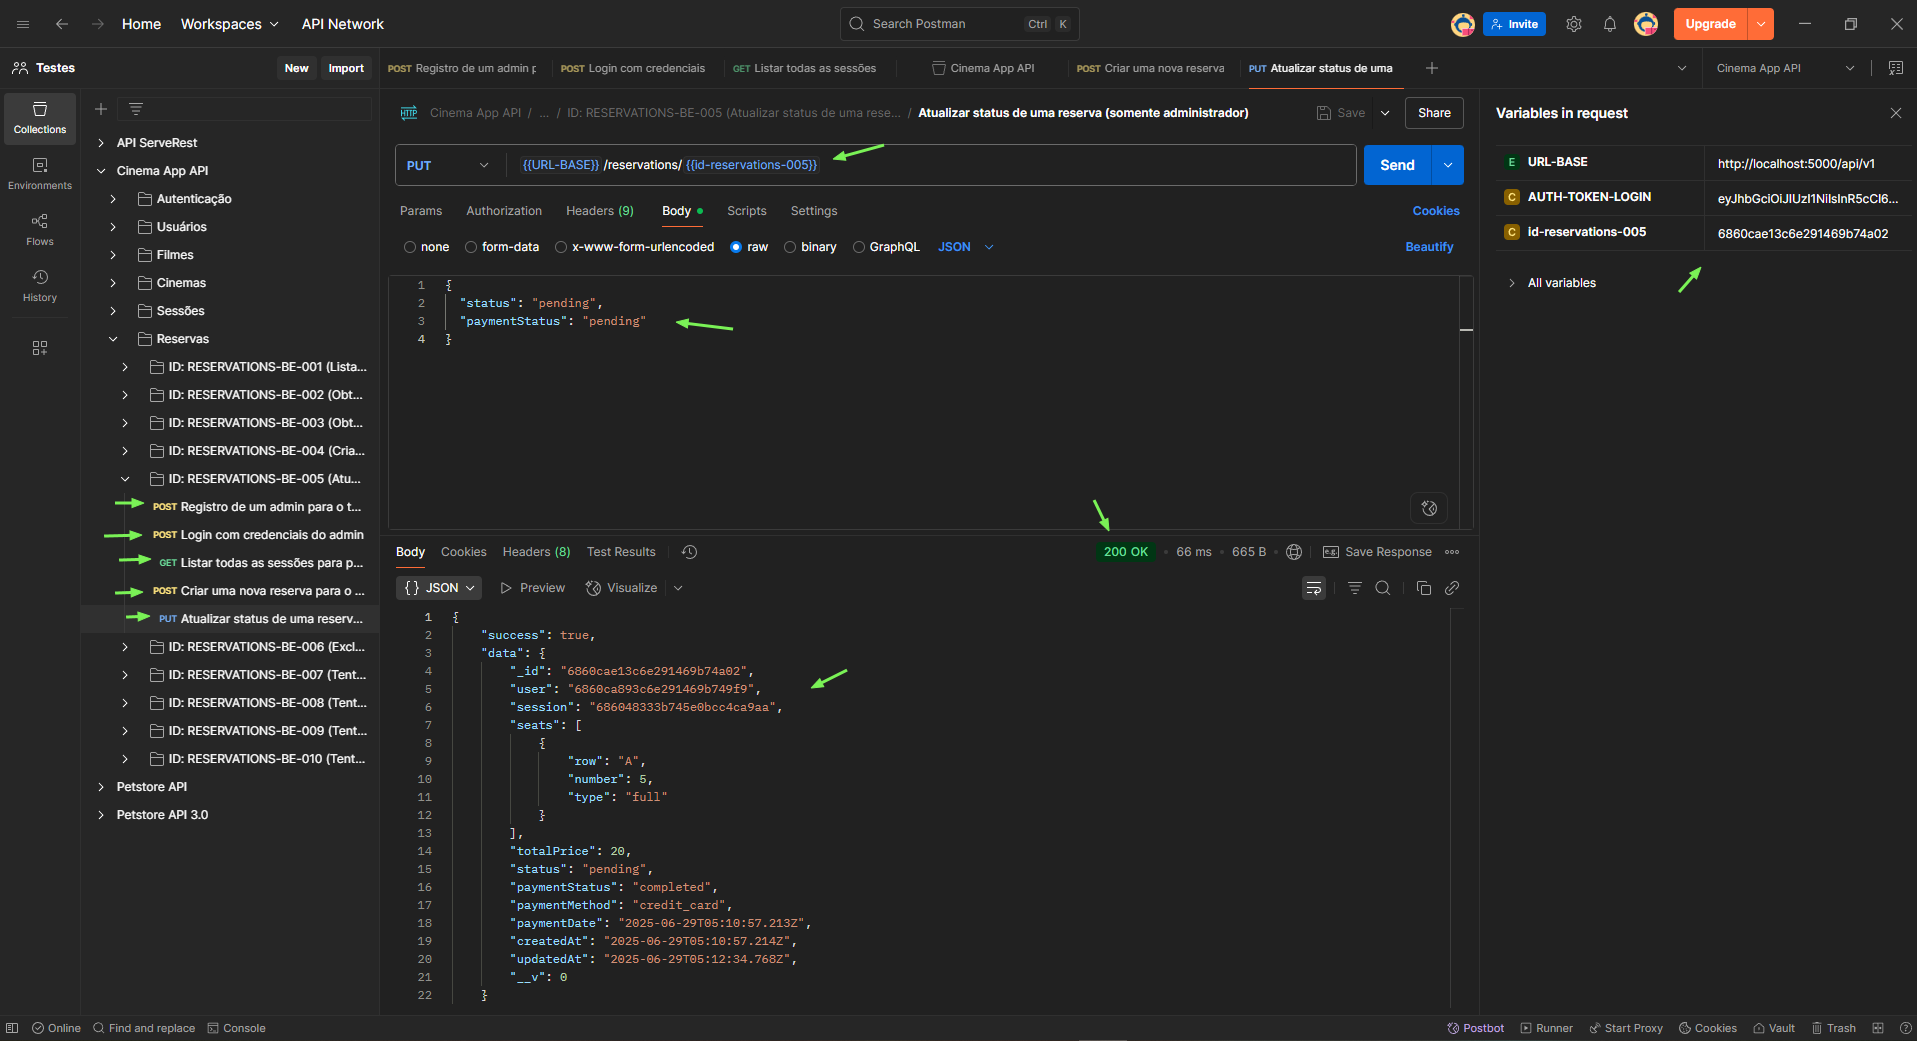 Home
Workspaces
API Network
Search Postman
Ctrl K
Invite
Upgrade
Testes
New
Import
POST Registro de um admin p
POST Login com credenciais
GET Listar todas as sessões
Cinema App API
POST Criar uma nova reserva
PUT Atualizar status de uma
Cinema App API
Collections
Environments
Flows
History
API ServeRest
Cinema App API
Autenticação
Usuários
Filmes
Cinemas
Sessões
Reservas
ID: RESERVATIONS-BE-001 (Lista...
ID: RESERVATIONS-BE-002 (Obt...
ID: RESERVATIONS-BE-003 (Obt...
ID: RESERVATIONS-BE-004 (Cria...
ID: RESERVATIONS-BE-005 (Atu...
POST Registro de um admin para o t...
POST Login com credenciais do admin
GET Listar todas as sessões para p...
POST Criar uma nova reserva para o ...
PUT Atualizar status de uma reserv...
ID: RESERVATIONS-BE-006 (Excl...
ID: RESERVATIONS-BE-007 (Tent...
ID: RESERVATIONS-BE-008 (Tent...
ID: RESERVATIONS-BE-009 (Tent...
ID: RESERVATIONS-BE-010 (Tent...
Petstore API
Petstore API 3.0
HTTP Cinema App API / ... / ID: RESERVATIONS-BE-005 (Atualizar status de uma rese... / Atualizar status de uma reserva (somente administrador)
Save
Share
PUT
{{URL-BASE}} /reservations/ {{id-reservations-005}}
Send
Params
Authorization
Headers (9)
Body
Scripts
Settings
Cookies
none
form-data
x-www-form-urlencoded
raw
binary
GraphQL
JSON
Beautify
1 {
2 "status": "pending",
3 "paymentStatus": "pending"
4 }
Body
Cookies
Headers (8)
Test Results
200 OK
66 ms
665 B
e.g. Save Response
{} JSON
Preview
Visualize
1 {
2 "success": true,
3 "data": {
4 "_id": "6860cae13c6e291469b74a02",
5 "user": "6860ca893c6e291469b749f9",
6 "session": "686048333b745e0bcc4ca9aa",
7 "seats": [
8 {
9 "row": "A",
10 "number": 5,
11 "type": "full"
12 }
13 ],
14 "totalPrice": 20,
15 "status": "pending",
16 "paymentStatus": "completed",
17 "paymentMethod": "credit_card",
18 "paymentDate": "2025-06-29T05:10:57.213Z",
19 "createdAt": "2025-06-29T05:10:57.214Z",
20 "updatedAt": "2025-06-29T05:12:34.768Z",
21 "__v": 0
22 }
Variables in request
E URL-BASE
http://localhost:5000/api/v1
C AUTH-TOKEN-LOGIN
eyJhbGciOiJIUzI1NiIsInR5cCI6...
C id-reservations-005
6860cae13c6e291469b74a02
All variables
Online
Find and replace
Console
Postbot
Runner
Start Proxy
Cookies
Vault
Trash